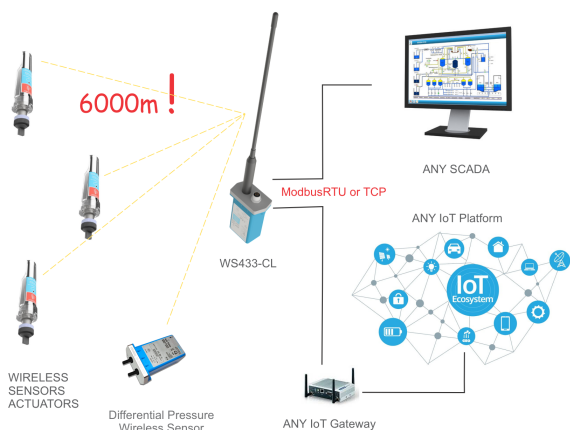 6000m !
ANY SCADA
ModbusRTU or TCP
ANY IoT Platform
WS433-CL
IoT
Ecosystem
WIRELESS
SENSORS
ACTUATORS
Differential Pressure
Wireless Sensor
ANY IoT Gateway